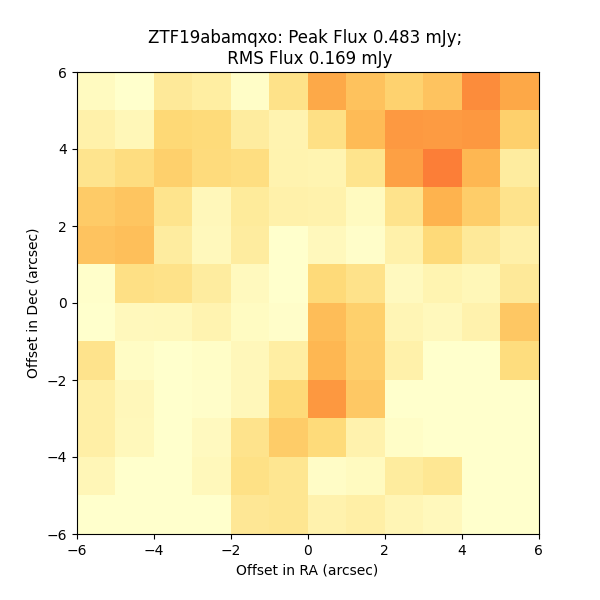 ZTF19abamqxo: Peak Flux 0.483 mJy;
RMS Flux 0.169 mJy
6
4
2
0
−2
−4
−6
Offset in Dec (arcsec)
−6 −4 −2 0 2 4 6
Offset in RA (arcsec)